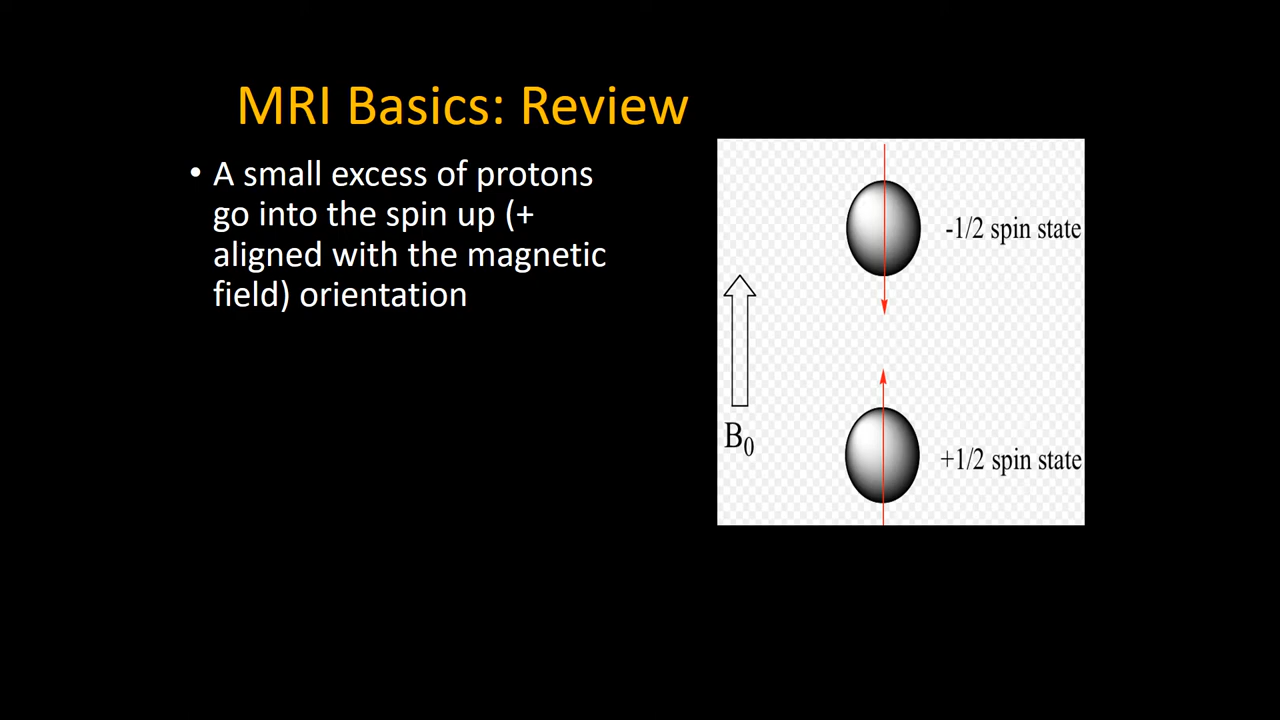 MRI Basics: Review
• A small excess of protons
go into the spin up (+
aligned with the magnetic
field) orientation
-1/2 spin state
B0
+1/2 spin state